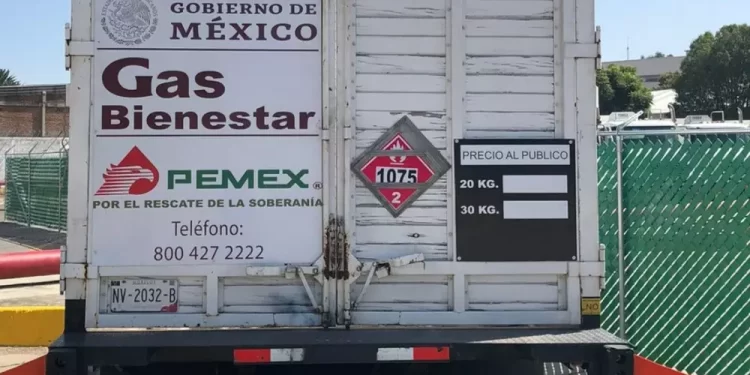 GOBIERNO DE
MÉXICO
Gas
Bienestar
PEMEX®
POR EL RESCATE DE LA SOBERANÍA
Teléfono:
800 427 2222
NV-2032-B
1075
2
PRECIO AL PUBLICO
20 KG.
30 KG.